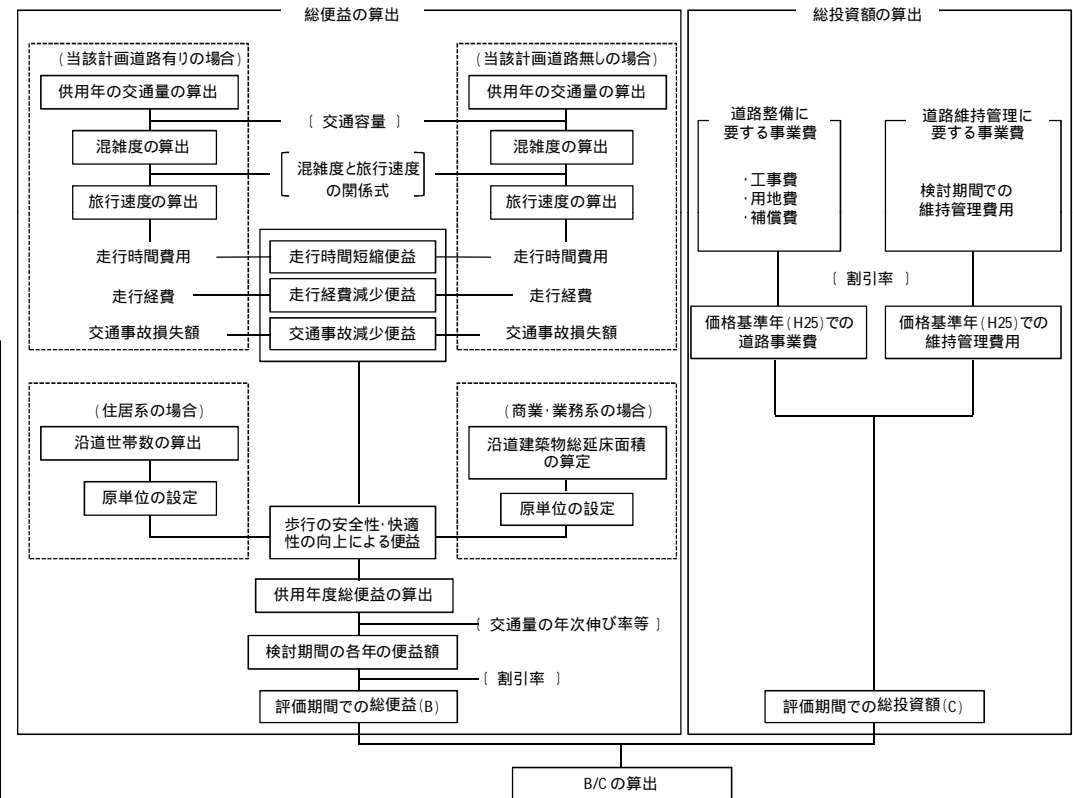 総便益の算出
(当該計画道路有りの場合)
供用年の交通量の算出
混雑度の算出
旅行速度の算出
走行時間費用
走行経費
交通事故損失額
〔 交通容量 〕
混雑度と旅行速度
の関係式
走行時間短縮便益
走行経費減少便益
交通事故減少便益
(当該計画道路無しの場合)
供用年の交通量の算出
混雑度の算出
旅行速度の算出
走行時間費用
走行経費
交通事故損失額
(住居系の場合)
沿道世帯数の算出
原単位の設定
(商業・業務系の場合)
沿道建築物総延床面積
の算定
原単位の設定
歩行の安全性・快適
性の向上による便益
供用年度総便益の算出
〔 交通量の年次伸び率等 〕
検討期間の各年の便益額
〔 割引率 〕
評価期間での総便益(B)
総投資額の算出
道路整備に
要する事業費
・工事費
・用地費
・補償費
道路維持管理に
要する事業費
検討期間での
維持管理費用
〔 割引率 〕
価格基準年(H25)での
道路事業費
価格基準年(H25)での
維持管理費用
評価期間での総投資額(C)
B/C の算出